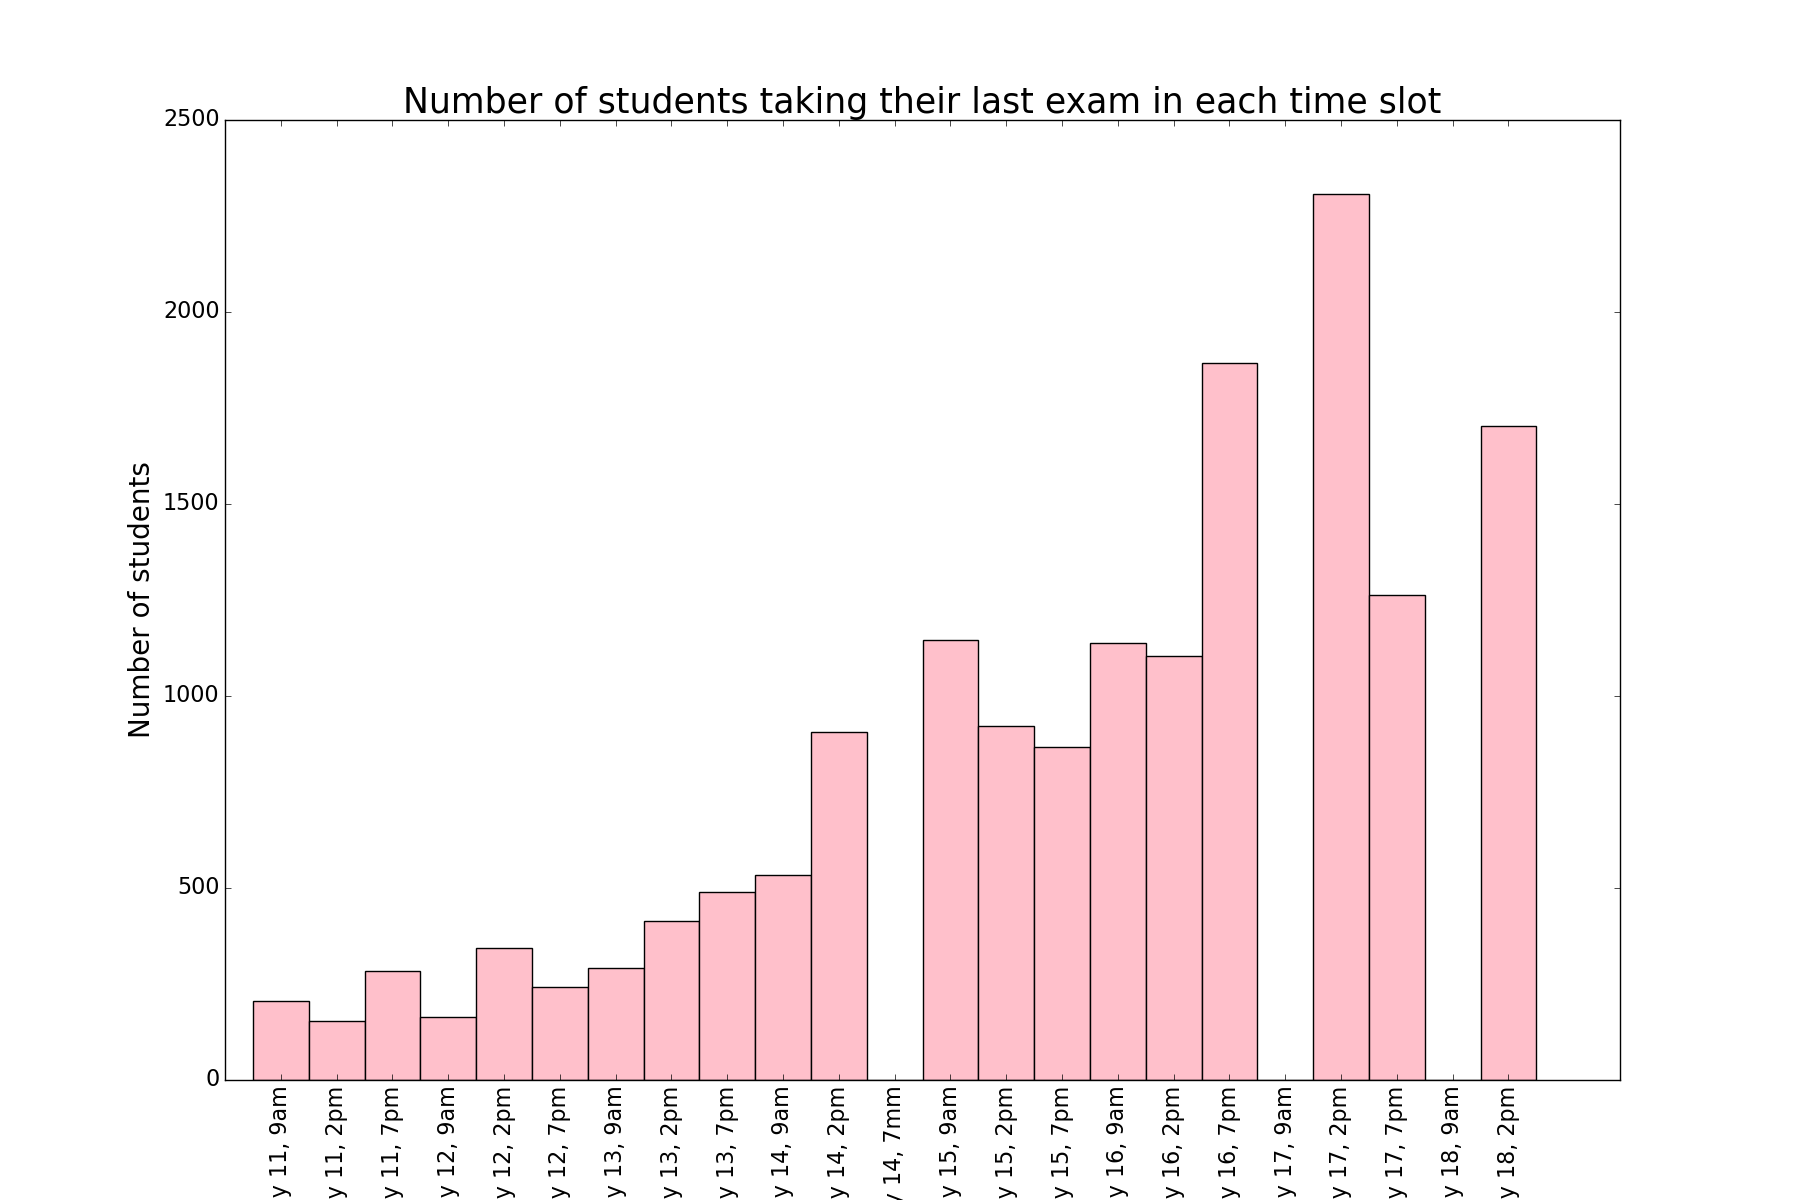 Number of students taking their last exam in each time slot
Number of students
2500
2000
1500
1000
500
0
y 11, 9am
y 11, 2pm
y 11, 7pm
y 12, 9am
y 12, 2pm
y 12, 7pm
y 13, 9am
y 13, 2pm
y 13, 7pm
y 14, 9am
y 14, 2pm
y 14, 7mm
y 15, 9am
y 15, 2pm
y 15, 7pm
y 16, 9am
y 16, 2pm
y 16, 7pm
y 17, 9am
y 17, 2pm
y 17, 7pm
y 18, 9am
y 18, 2pm